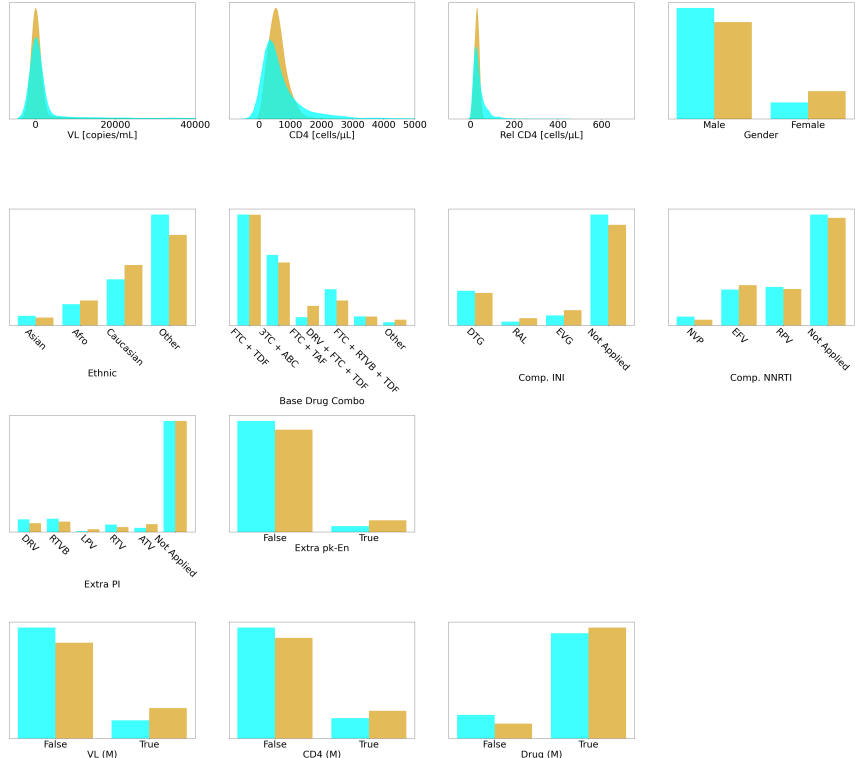 0 20000 40000
VL [copies/mL]
0 1000 2000 3000 4000 5000
CD4 [cells/μL]
0 200 400 600
Rel CD4 [cells/μL]
Male Female
Gender
Asian Afro Caucasian Other
Ethnic
FTC + TDF 3TC + ABC FTC + TAF DRV + FTC + TDF FTC + RTVB + TDF Other
Base Drug Combo
DTG RAL EVG Not Applied
Comp. INI
NVP EFV RPV Not Applied
Comp. NNRTI
DRV RTVB LPV RTV ATV Not Applied
Extra PI
False True
Extra pk-En
False True
VL (M)
False True
CD4 (M)
False True
Drug (M)